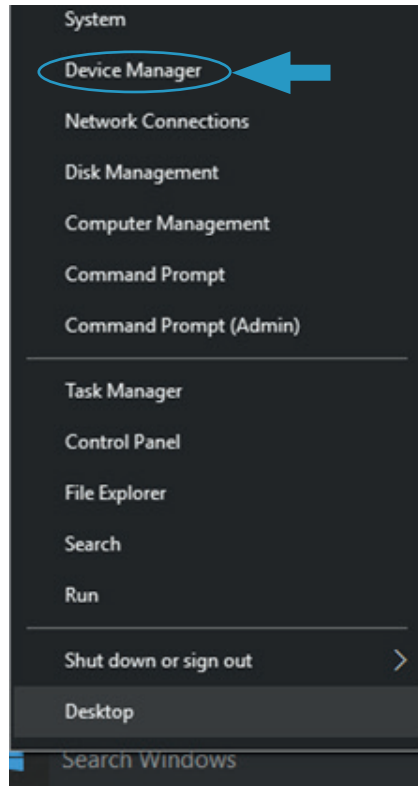 System
Device Manager
Network Connections
Disk Management
Computer Management
Command Prompt
Command Prompt (Admin)
Task Manager
Control Panel
File Explorer
Search
Run
Shut down or sign out
Desktop
Search Windows